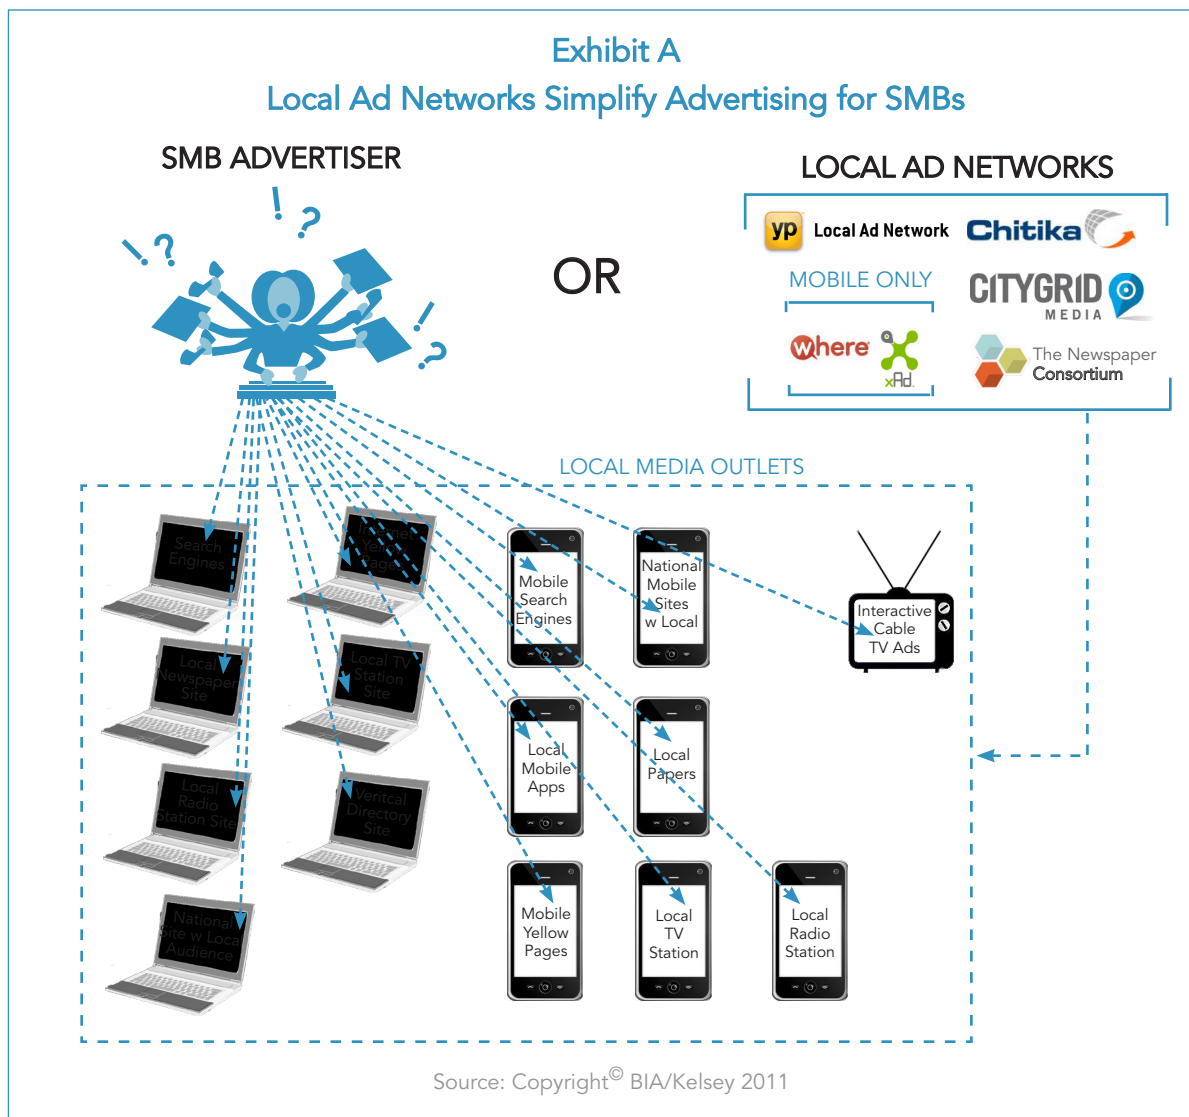 Exhibit A
Local Ad Networks Simplify Advertising for SMBs
SMB ADVERTISER
! ?
! ?
! ?
OR
LOCAL AD NETWORKS
yp Local Ad Network
Chitika
MOBILE ONLY
CITYGRID
MEDIA
where
xAd
The Newspaper
Consortium
LOCAL MEDIA OUTLETS
Search
Engines
Internet
Yellow
Pages
Mobile
Search
Engines
National
Mobile
Sites
w Local
Interactive
Cable
TV Ads
Local
Newspaper
Site
Local TV
Station
Site
Local
Mobile
Apps
Local
Papers
Local
Radio
Station Site
Veritcal
Directory
Site
National
Site w Local
Audience
Mobile
Yellow
Pages
Local
TV
Station
Local
Radio
Station
Source: Copyright© BIA/Kelsey 2011